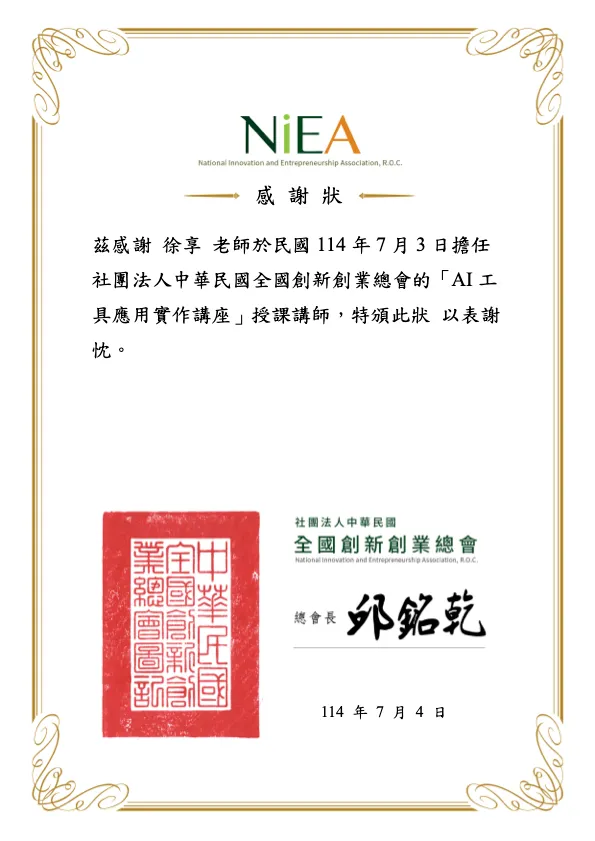 NiEA
National Innovation and Entrepreneurship Association, R.O.C.
感謝狀
茲感謝 徐享 老師於民國 114 年 7 月 3 日擔任
社團法人中華民國全國創新創業總會的「AI 工
具應用實作講座」授課講師，特頒此狀 以表謝
忱。
中華民國
全國創新創
業總會圖記
社團法人中華民國
全國創新創業總會
National Innovation and Entrepreneurship Association, R.O.C.
總會長 邱銘乾
114 年 7 月 4 日